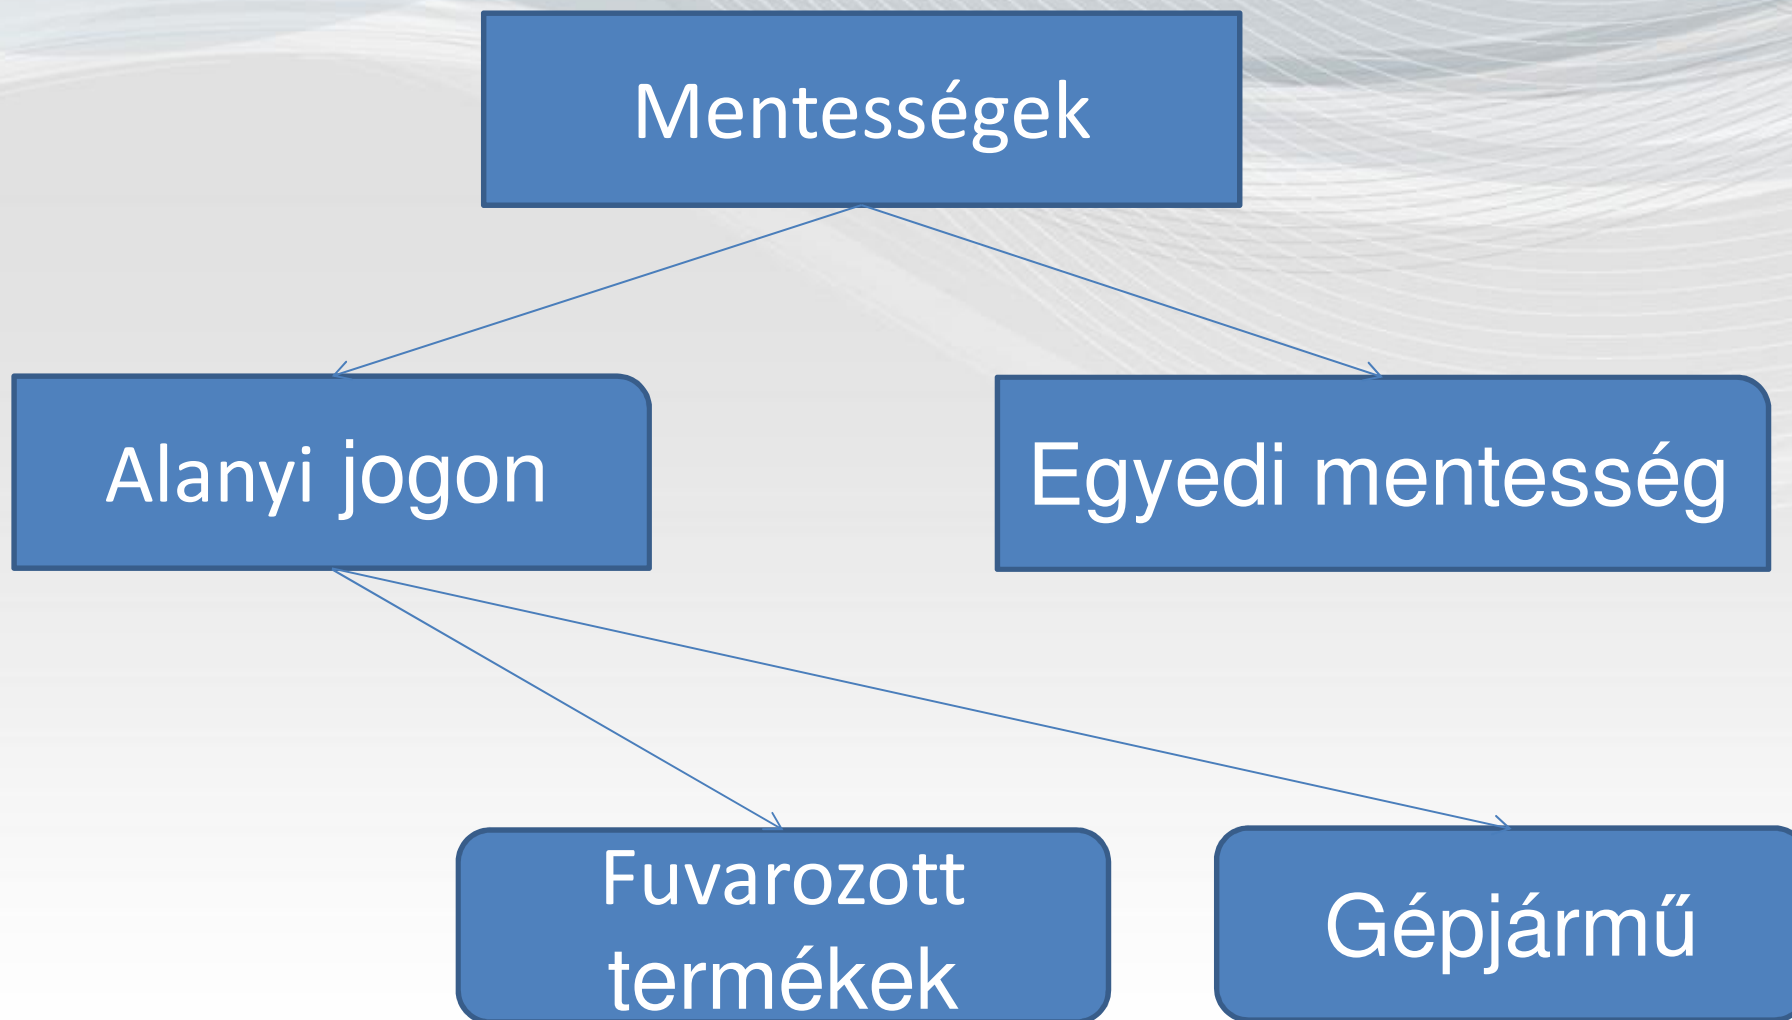 Mentességek
Alanyi jogon
Egyedi mentesség
Fuvarozott
termékek
Gépjármű